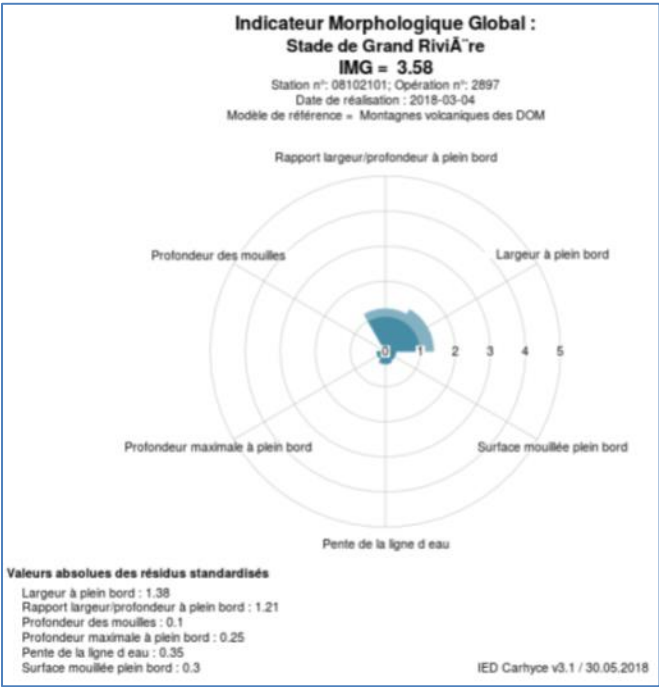 Indicateur Morphologique Global :
Stade de Grand RiviÃ¨re
IMG = 3.58
Station n°: 08102101; Opération n°: 2897
Date de réalisation : 2018-03-04
Modèle de référence = Montagnes volcaniques des DOM
Rapport largeur/profondeur à plein bord
Profondeur des mouilles
Largeur à plein bord
0 1 2 3 4 5
Profondeur maximale à plein bord
Surface mouillée plein bord
Pente de la ligne d eau
Valeurs absolues des résidus standardisés
Largeur à plein bord : 1.38
Rapport largeur/profondeur à plein bord : 1.21
Profondeur des mouilles : 0.1
Profondeur maximale à plein bord : 0.25
Pente de la ligne d eau : 0.35
Surface mouillée plein bord : 0.3
IED Carhyce v3.1 / 30.05.2018